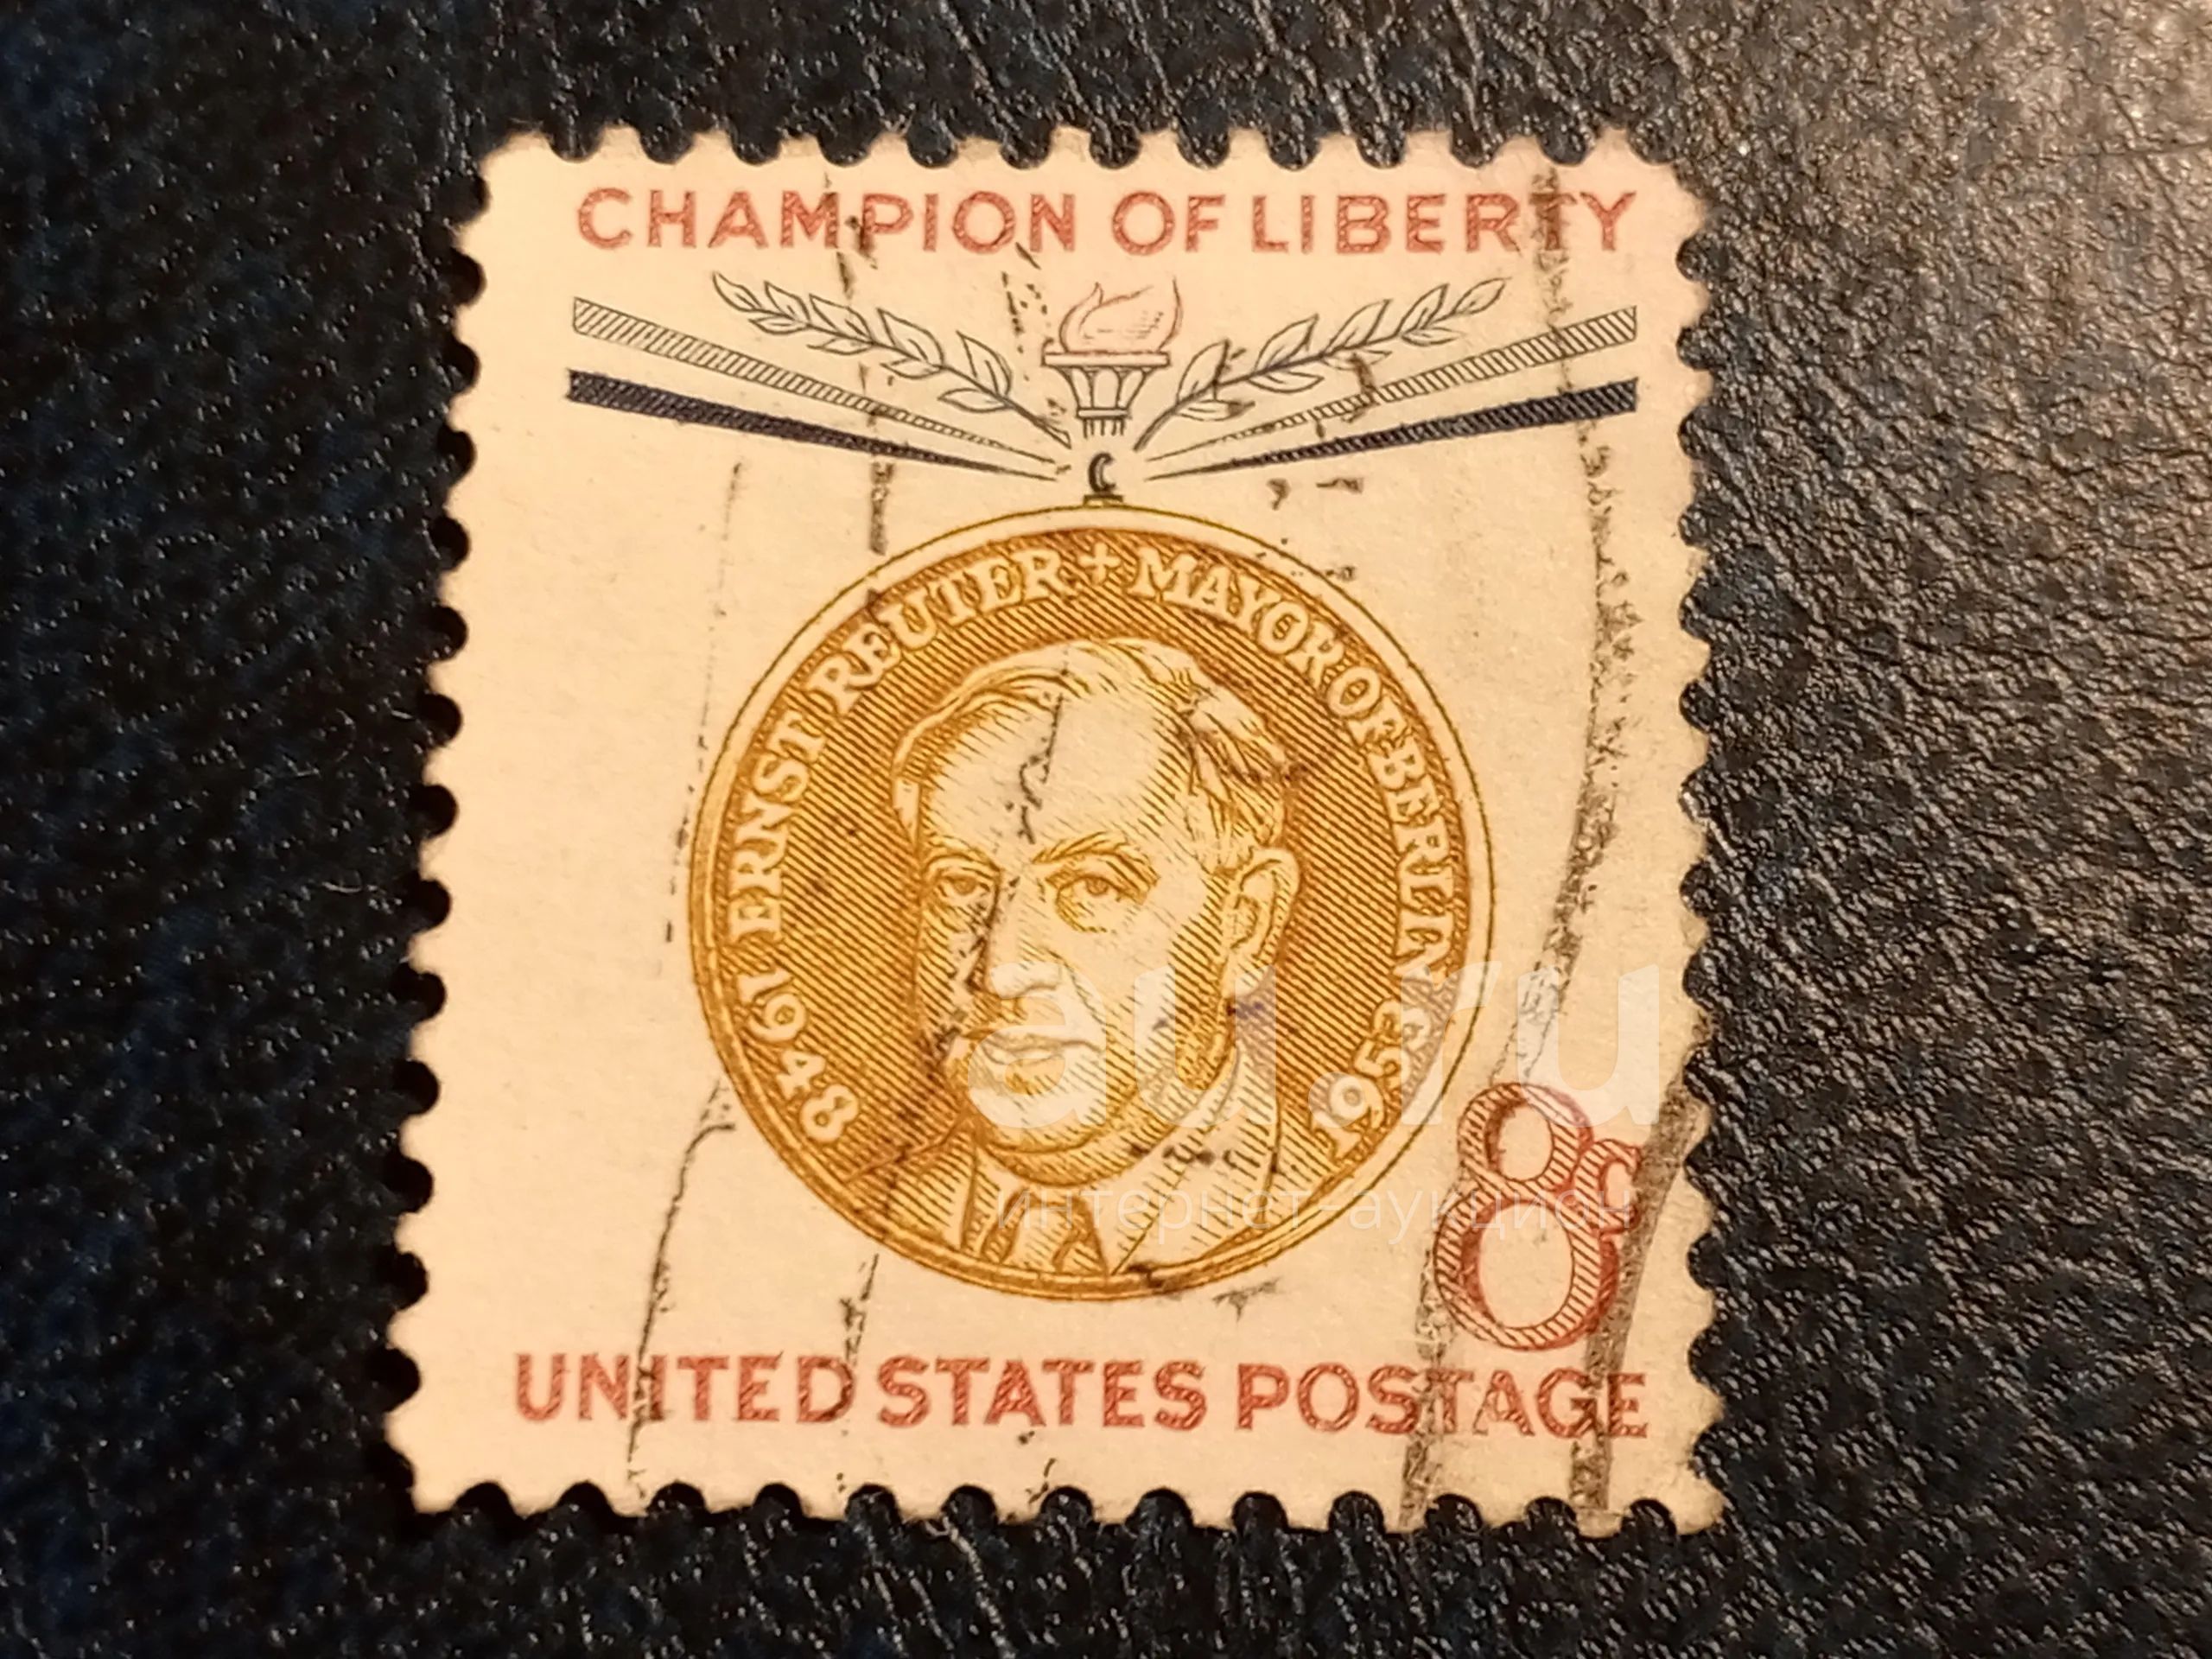 CHAMPION OF LIBERTY
1948 ERNST REUTER + MAYOR OF BERLIN 1953
8c
UNITED STATES POSTAGE
au.ru
интернет-аукцион